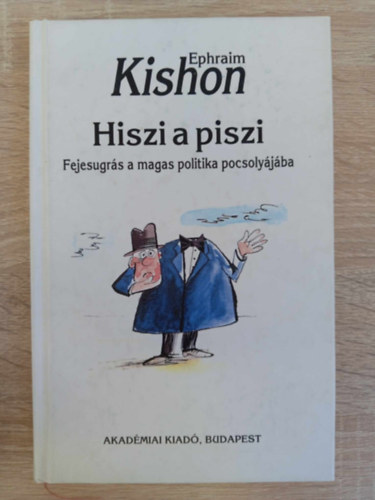 Ephraim
Kishon
Hiszi a piszi
Fejesugrás a magas politika pocsolyájába
AKADÉMIAI KIADÓ, BUDAPEST